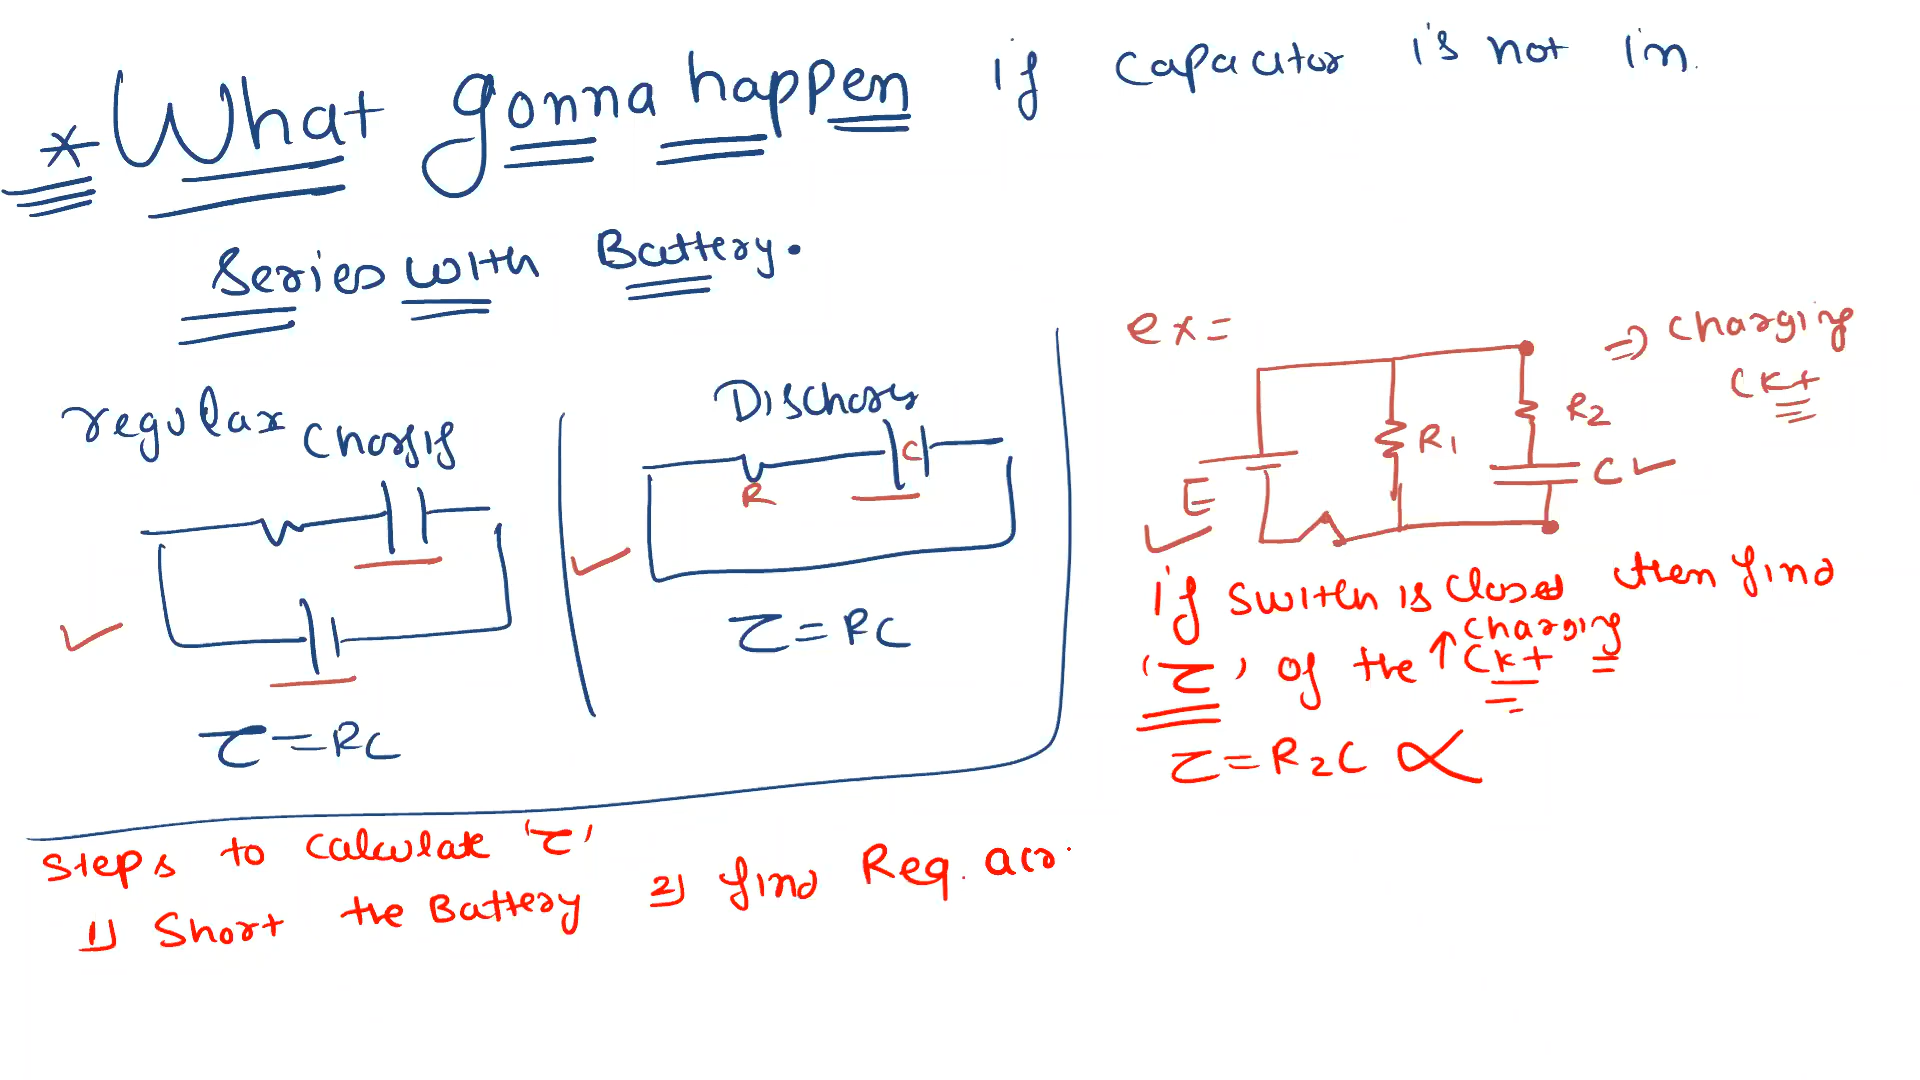 * What gonna happen if capacitor is not in
series with Battery.
regular Charging
τ = RC
Discharg
C
R
τ = RC
ex =
⇒ Charging
Ckt
R1
R2
C
E
if switch is closed then find
'τ' of the ↑ charging
Ckt
τ = R2C
Steps to calculate 'τ'
1) Short the Battery 2) find Req. acr